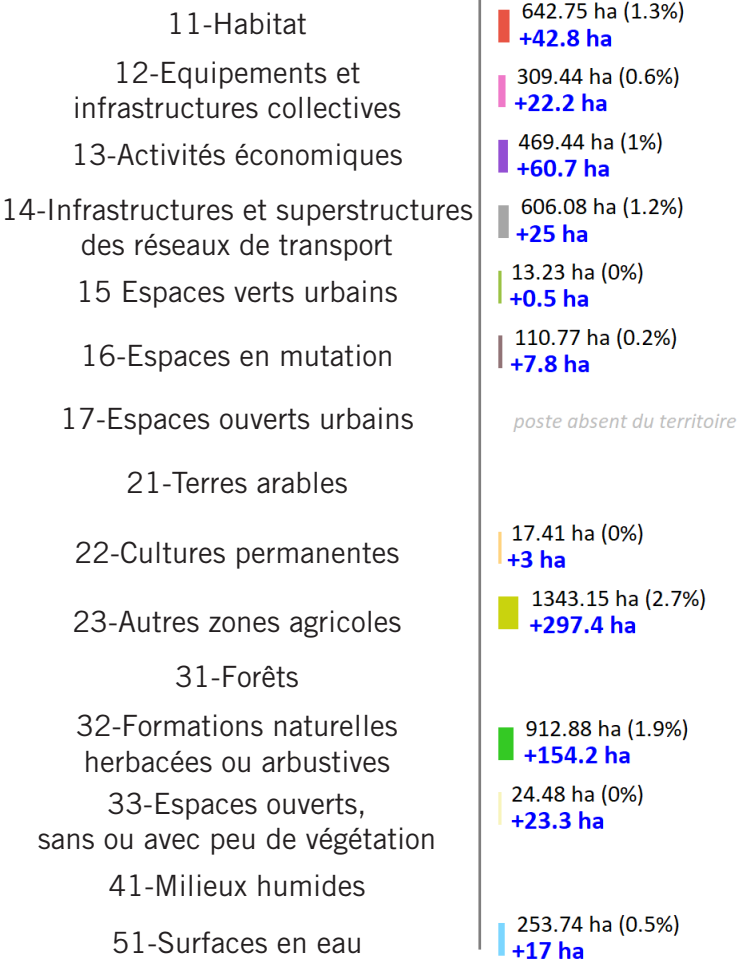 11-Habitat
642.75 ha (1.3%)
+42.8 ha
12-Equipements et
infrastructures collectives
309.44 ha (0.6%)
+22.2 ha
13-Activités économiques
469.44 ha (1%)
+60.7 ha
14-Infrastructures et superstructures
des réseaux de transport
606.08 ha (1.2%)
+25 ha
15 Espaces verts urbains
13.23 ha (0%)
+0.5 ha
16-Espaces en mutation
110.77 ha (0.2%)
+7.8 ha
17-Espaces ouverts urbains
poste absent du territoire
21-Terres arables
22-Cultures permanentes
17.41 ha (0%)
+3 ha
23-Autres zones agricoles
1343.15 ha (2.7%)
+297.4 ha
31-Forêts
32-Formations naturelles
herbacées ou arbustives
912.88 ha (1.9%)
+154.2 ha
33-Espaces ouverts,
sans ou avec peu de végétation
24.48 ha (0%)
+23.3 ha
41-Milieux humides
51-Surfaces en eau
253.74 ha (0.5%)
+17 ha